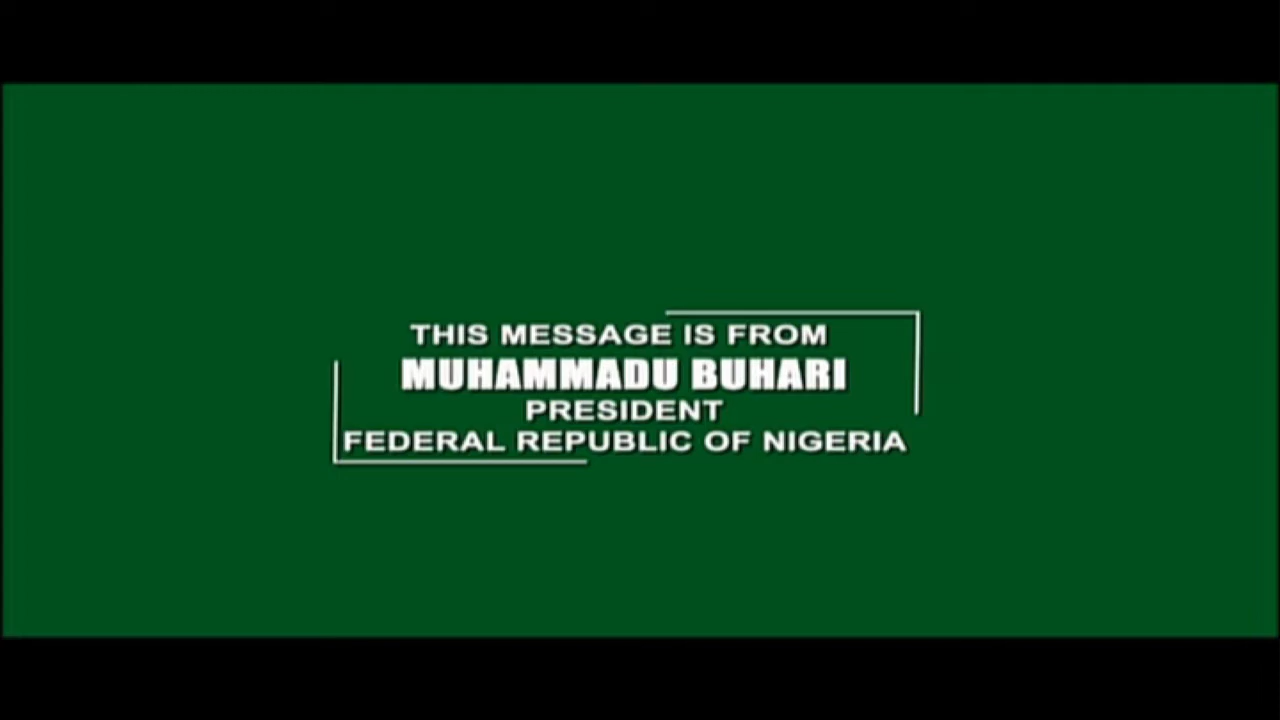 THIS MESSAGE IS FROM
MUHAMMADU BUHARI
PRESIDENT
FEDERAL REPUBLIC OF NIGERIA